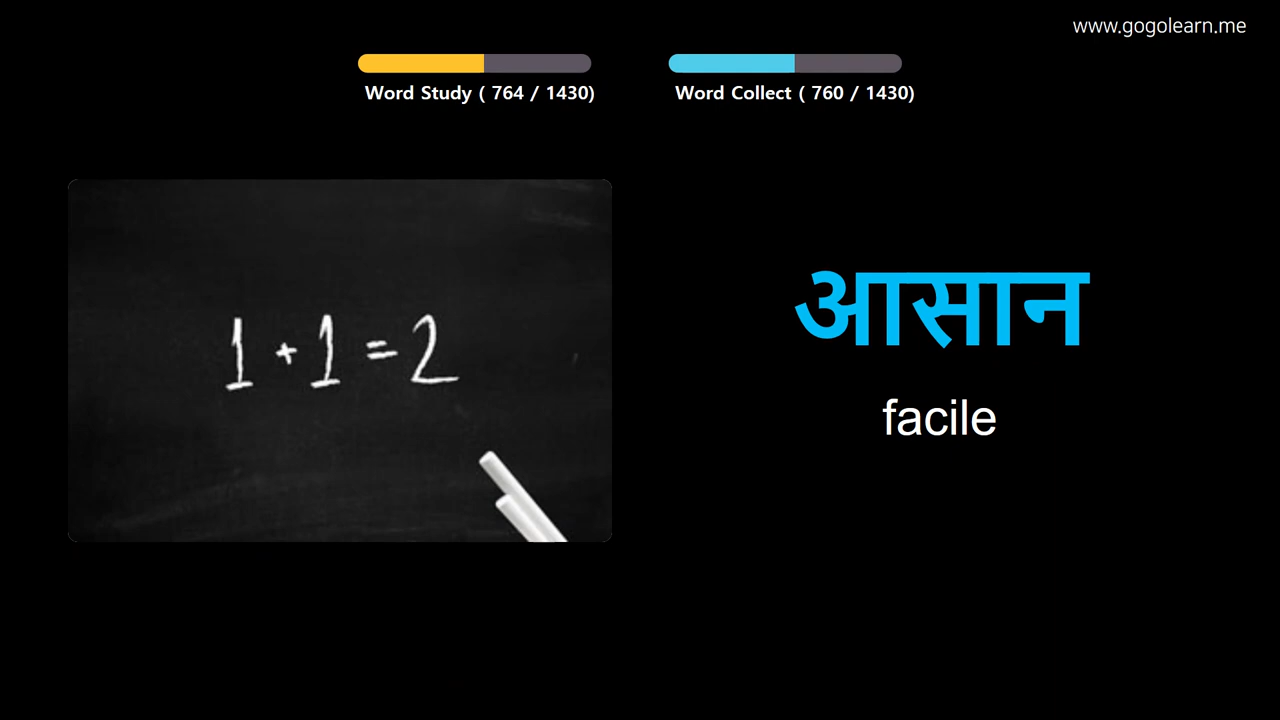 www.gogolearn.me
Word Study ( 764 / 1430)
Word Collect ( 760 / 1430)
1 + 1 = 2
आसान
facile